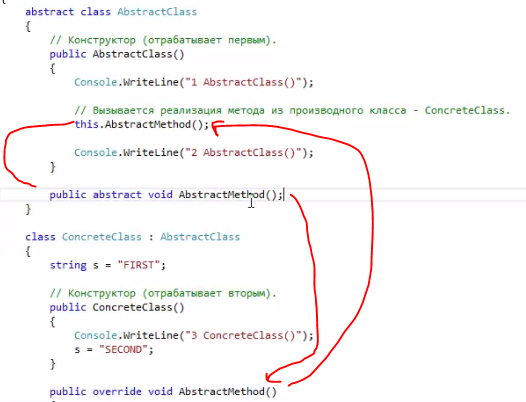 {
abstract class AbstractClass
{
// Конструктор (отрабатывает первым).
public AbstractClass()
{
Console.WriteLine("1 AbstractClass()");
// Вызывается реализация метода из производного класса - ConcreteClass.
this.AbstractMethod();
Console.WriteLine("2 AbstractClass()");
}
public abstract void AbstractMethod();
}
class ConcreteClass : AbstractClass
{
string s = "FIRST";
// Конструктор (отрабатывает вторым).
public ConcreteClass()
{
Console.WriteLine("3 ConcreteClass()");
s = "SECOND";
}
public override void AbstractMethod()
{